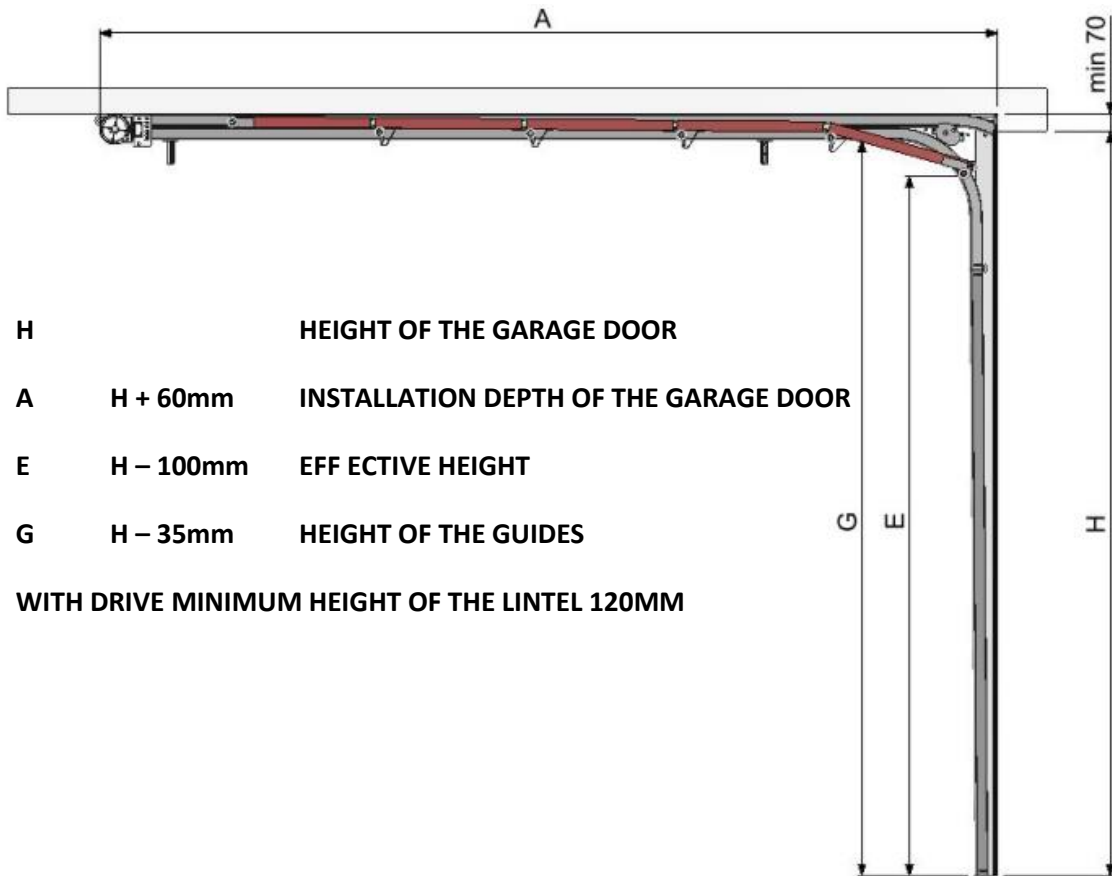 A
min 70
H HEIGHT OF THE GARAGE DOOR
A H + 60mm INSTALLATION DEPTH OF THE GARAGE DOOR
E H – 100mm EFF ECTIVE HEIGHT
G H – 35mm HEIGHT OF THE GUIDES
WITH DRIVE MINIMUM HEIGHT OF THE LINTEL 120MM
G
E
H